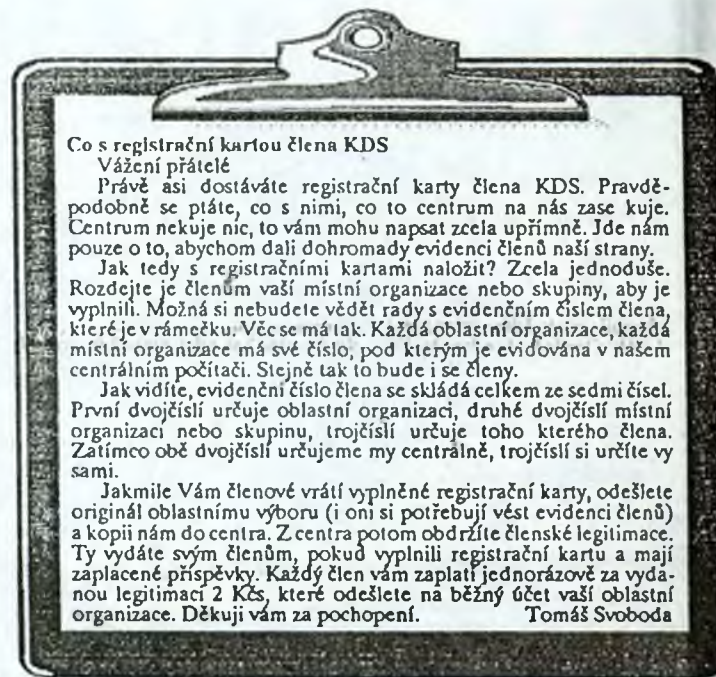 Co s registrační kartou člena KDS
Vážení přátelé
Právě asi dostáváte registrační karty člena KDS. Pravdě-
podobně se ptáte, co s nimi, co to centrum na nás zase kuje.
Centrum nekuje nic, to vám mohu napsat zcela upřímně. Jde nám
pouze o to, abychom dali dohromady evidenci členů naší strany.
Jak tedy s registračními kartami naložit? Zcela jednoduše.
Rozdejte je členům vaší místní organizace nebo skupiny, aby je
vyplnili. Možná si nebudete vědět rady s evidenčním číslem člena,
které je v rámečku. Věc se má tak. Každá oblastní organizace, každá
místní organizace má své číslo, pod kterým je evidována v našem
centrálním počítači. Stejně tak to bude i se členy.
Jak vidíte, evidenční číslo člena se skládá celkem ze sedmi čísel.
První dvojčíslí určuje oblastní organizaci, druhé dvojčíslí místní
organizaci nebo skupinu, trojčíslí určuje toho kterého člena.
Zatímco obě dvojčíslí určujeme my centrálně, trojčíslí si určíte vy
sami.
Jakmile Vám členové vrátí vyplněné registrační karty, odešlete
originál oblastnímu výboru (i oni si potřebují vést evidenci členů)
a kopii nám do centra. Z centra potom obdržíte členské legitimace.
Ty vydáte svým členům, pokud vyplnili registrační kartu a mají
zaplacené příspěvky. Každý člen vám zaplatí jednorázově za vyda-
nou legitimaci 2 Kčs, které odešlete na běžný účet vaší oblastní
organizace. Děkuji vám za pochopení. Tomáš Svoboda